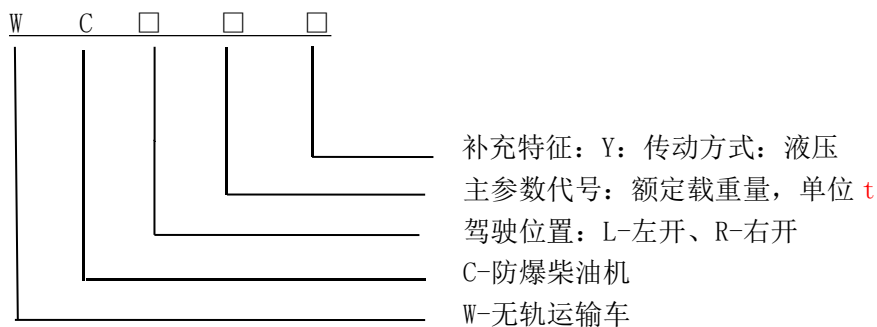 W C □ □ □
补充特征：Y：传动方式：液压
主参数代号：额定载重量，单位 t
驾驶位置：L-左开、R-右开
C-防爆柴油机
W-无轨运输车